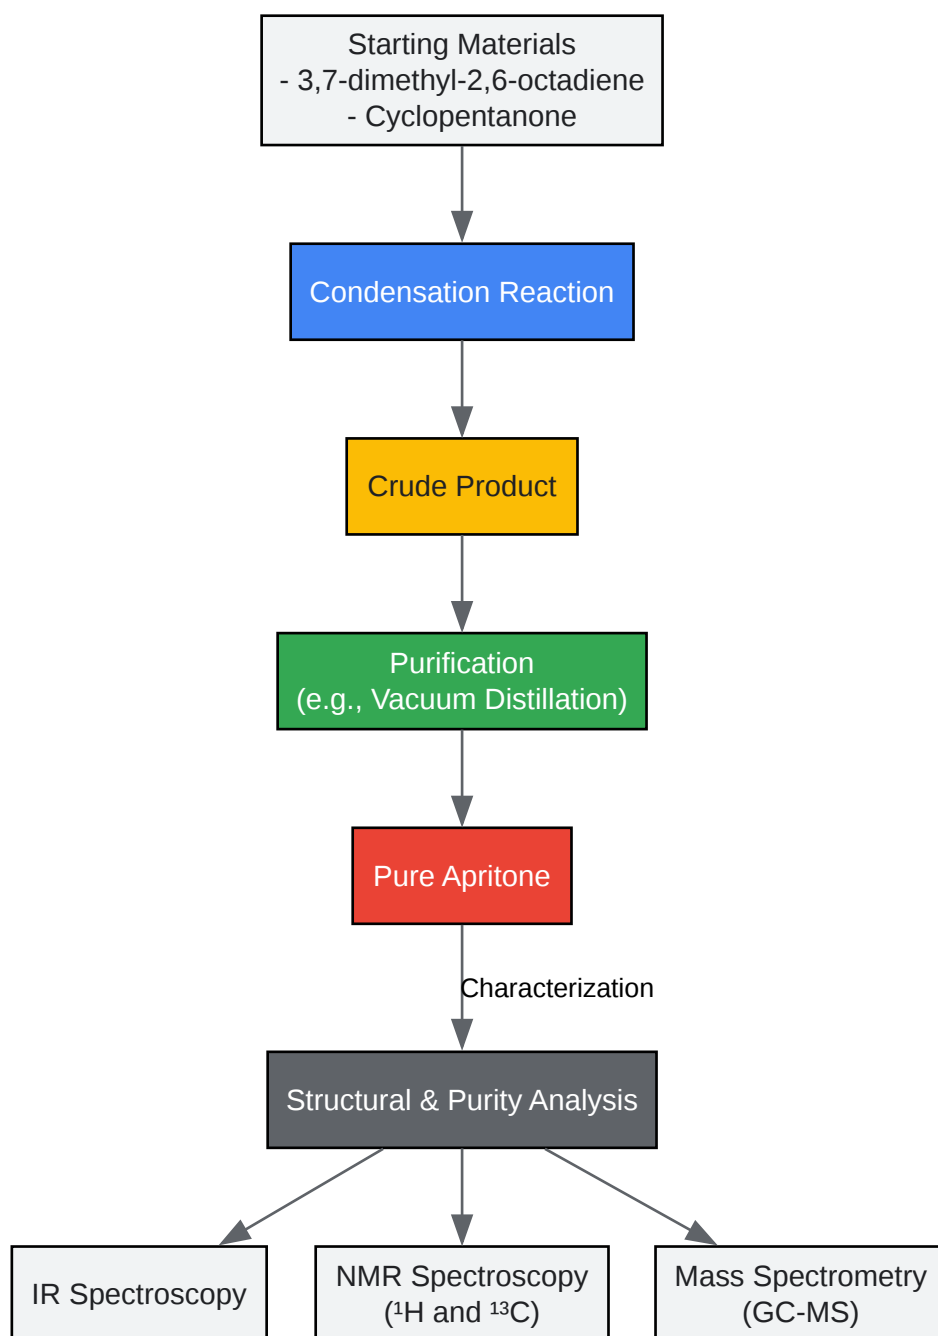 Starting Materials
- 3,7-dimethyl-2,6-octadiene
- Cyclopentanone
Condensation Reaction
Crude Product
Purification
(e.g., Vacuum Distillation)
Pure Apritone
Characterization
Structural & Purity Analysis
IR Spectroscopy
NMR Spectroscopy
(¹H and ¹³C)
Mass Spectrometry
(GC-MS)